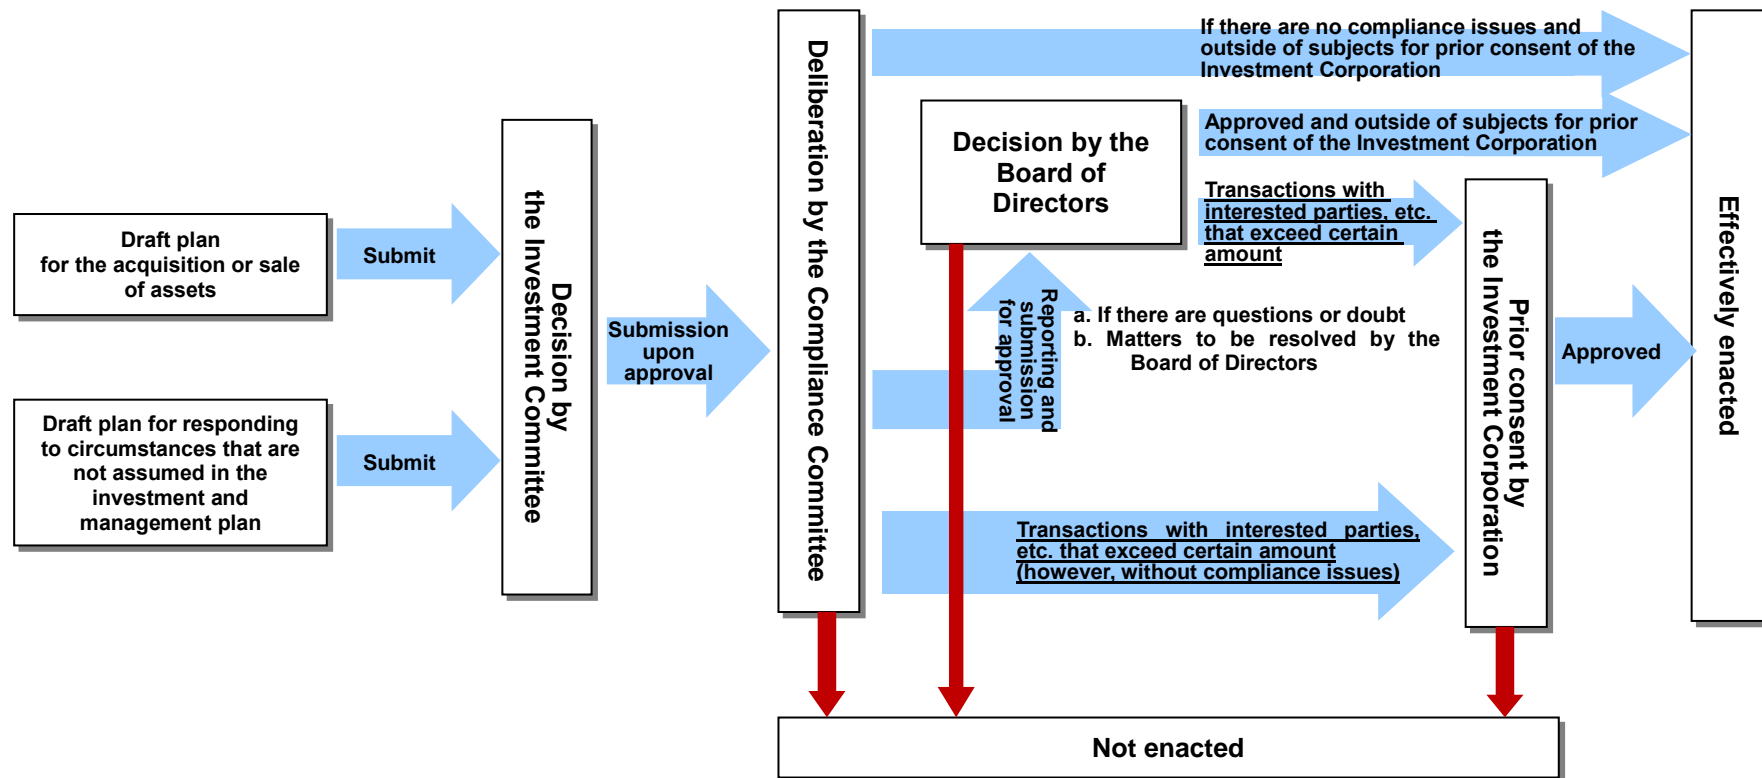 Draft plan
for the acquisition or sale
of assets
Draft plan for responding
to circumstances that are
not assumed in the
investment and
management plan
Submit
Submit
Decision by
the Investment Committee
Submission
upon
approval
Deliberation by the Compliance Committee
If there are no compliance issues and
outside of subjects for prior consent of the
Investment Corporation
Decision by the
Board of
Directors
Approved and outside of subjects for prior
consent of the Investment Corporation
Transactions with
interested parties, etc.
that exceed certain
amount
Reporting and
submission
for approval
a. If there are questions or doubt
b. Matters to be resolved by the
Board of Directors
Transactions with interested parties,
etc. that exceed certain amount
(however, without compliance issues)
Prior consent by
the Investment Corporation
Approved
Effectively enacted
Not enacted